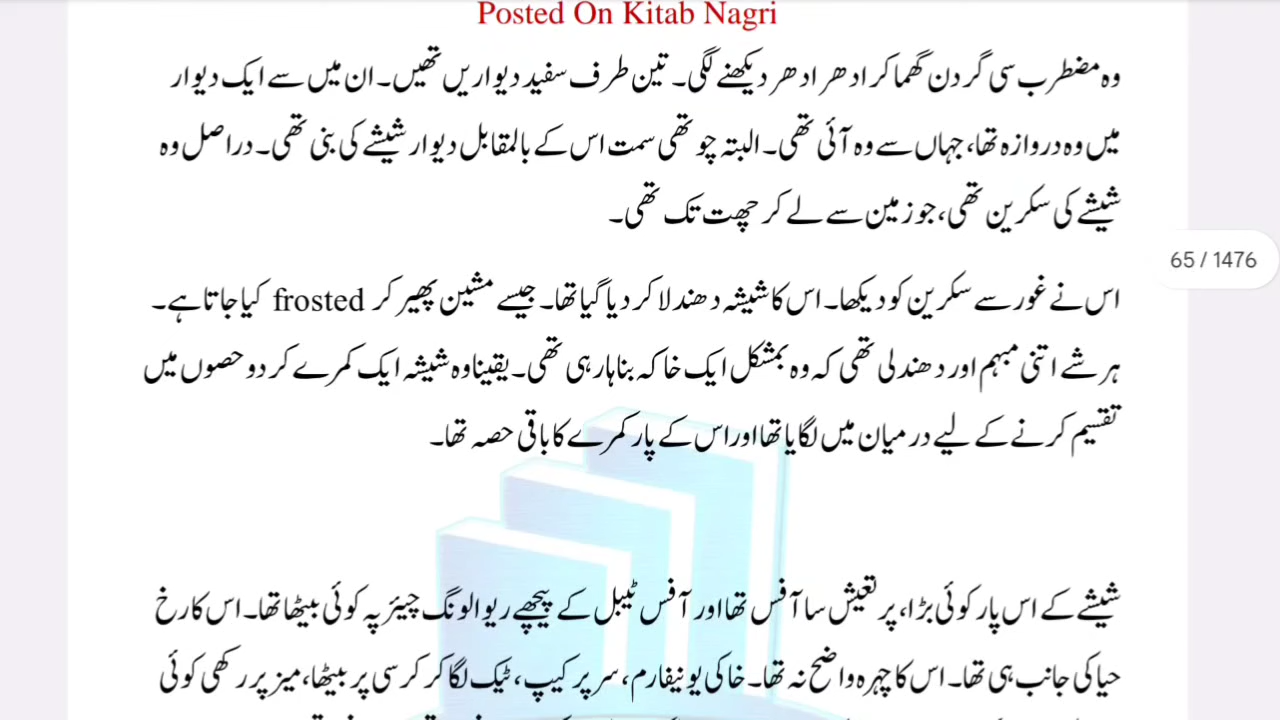 Posted On Kitab Nagri
وہ مضطرب سی گردن گھما کر ادھر ادھر دیکھنے لگی۔ تین طرف سفید دیواریں تھیں۔ ان میں سے ایک دیوار
میں وہ دروازہ تھا، جہاں سے وہ آئی تھی۔ البتہ چوتھی سمت اس کے بالمقابل دیوار شیشے کی بنی تھی۔ دراصل وہ
شیشے کی سکرین تھی، جو زمین سے لے کر چھت تک تھی۔
65 / 1476
اس نے غور سے سکرین کو دیکھا۔ اس کا شیشہ دھندلا کر دیا گیا تھا۔ جیسے مشین پھیر کر frosted کیا جاتا ہے۔
ہر شے اتنی مبہم اور دھندلی تھی کہ وہ بمشکل ایک خاکہ بنا ہار ہی تھی۔ یقینا وہ شیشہ ایک کمرے کر دو حصوں میں
تقسیم کرنے کے لیے درمیان میں لگایا تھا اور اس کے پار کمرے کا باقی حصہ تھا۔
شیشے کے اس پار کوئی بڑا، پر تعیش سا آفس تھا اور آفس ٹیبل کے پیچھے ریوالونگ چیئر پہ کوئی بیٹھا تھا۔ اس کا رخ
حیا کی جانب ہی تھا۔ اس کا چہرہ واضح نہ تھا۔ خاکی یونیفارم، سر پر کیپ، ٹیک لگا کر کرسی پر بیٹھا، میز پر رکھی کوئی